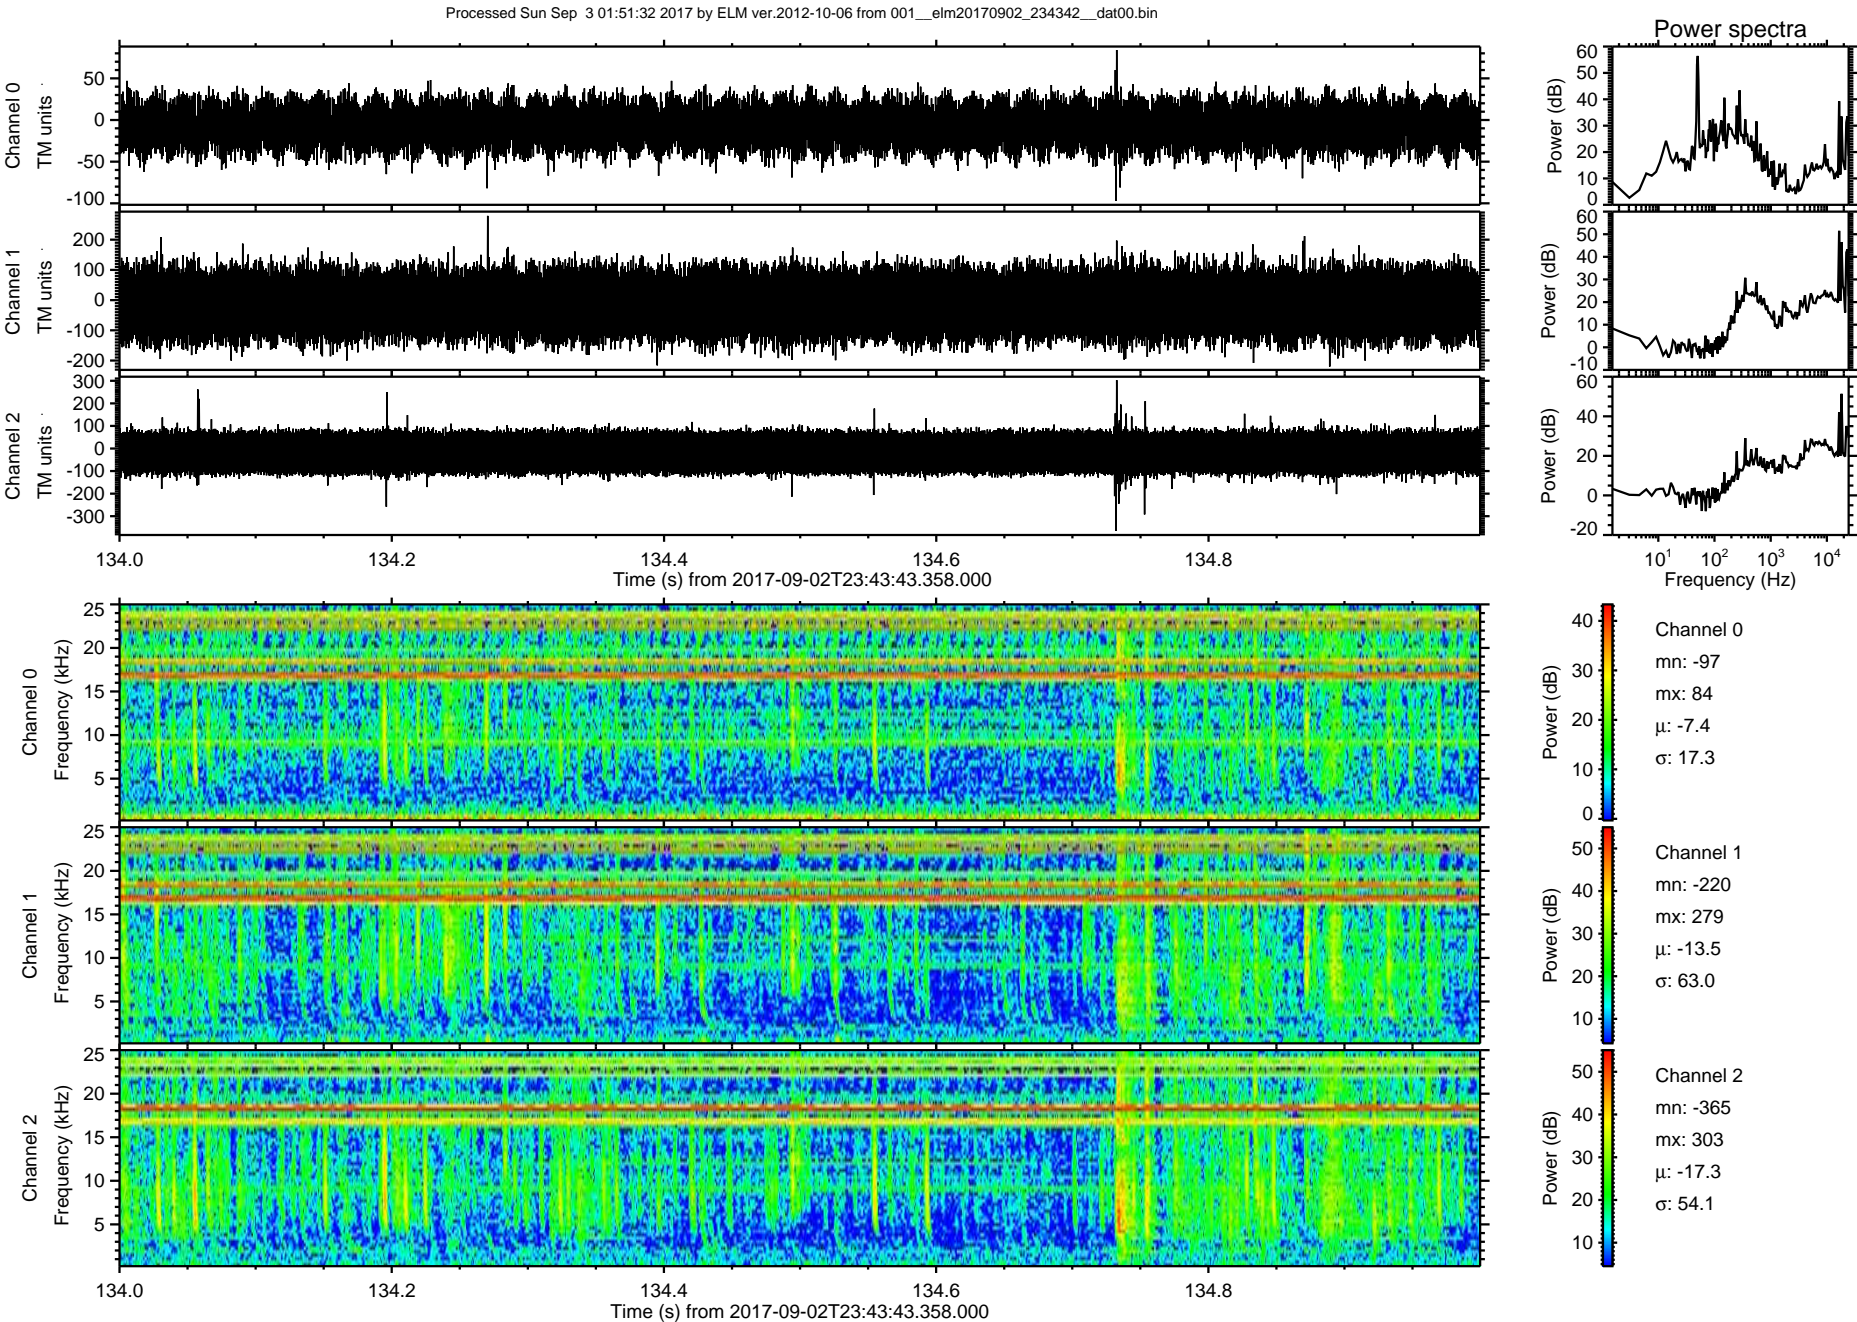 Processed Sun Sep 3 01:51:32 2017 by ELM ver.2012-10-06 from 001__elm20170902_234342__dat00.bin
Power spectra
Channel 0
TM units
50
0
-50
-100
Power (dB)
60
50
40
30
20
10
0
Channel 1
TM units
200
100
0
-100
-200
Power (dB)
60
50
40
30
20
10
0
-10
Channel 2
TM units
300
200
100
0
-100
-200
-300
Power (dB)
60
40
20
0
-20
134.0 134.2 134.4 134.6 134.8
Time (s) from 2017-09-02T23:43:43.358.000
10¹ 10² 10³ 10⁴
Frequency (Hz)
Channel 0
Frequency (kHz)
25
20
15
10
5
Power (dB)
40
30
20
10
0
Channel 0
mn: -97
mx: 84
μ: -7.4
σ: 17.3
Channel 1
Frequency (kHz)
25
20
15
10
5
Power (dB)
50
40
30
20
10
Channel 1
mn: -220
mx: 279
μ: -13.5
σ: 63.0
Channel 2
Frequency (kHz)
25
20
15
10
5
Power (dB)
50
40
30
20
10
Channel 2
mn: -365
mx: 303
μ: -17.3
σ: 54.1
134.0 134.2 134.4 134.6 134.8
Time (s) from 2017-09-02T23:43:43.358.000